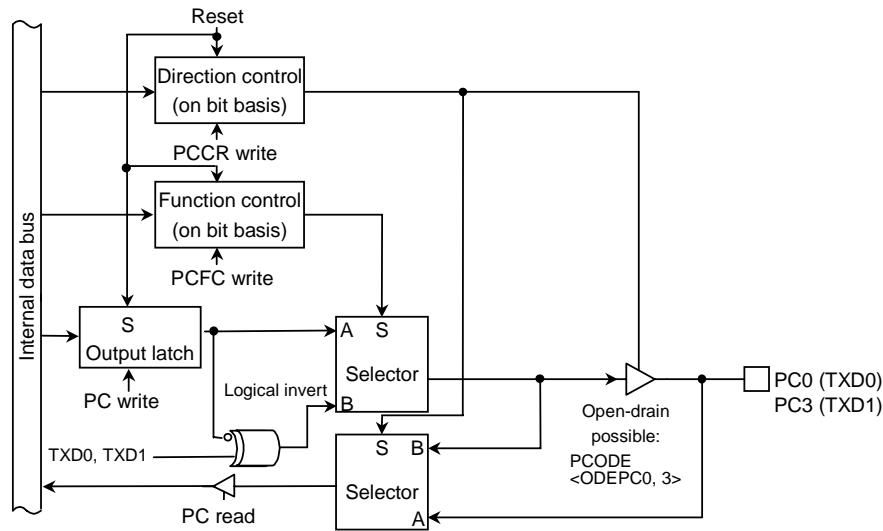 Reset
Direction control
(on bit basis)
PCCR write
Function control
(on bit basis)
PCFC write
Internal data bus
S
Output latch
PC write
A
S
Selector
B
Logical invert
TXD0, TXD1
S
B
Selector
A
PC read
Open-drain
possible:
PCODE
<ODEPC0, 3>
PC0 (TXD0)
PC3 (TXD1)